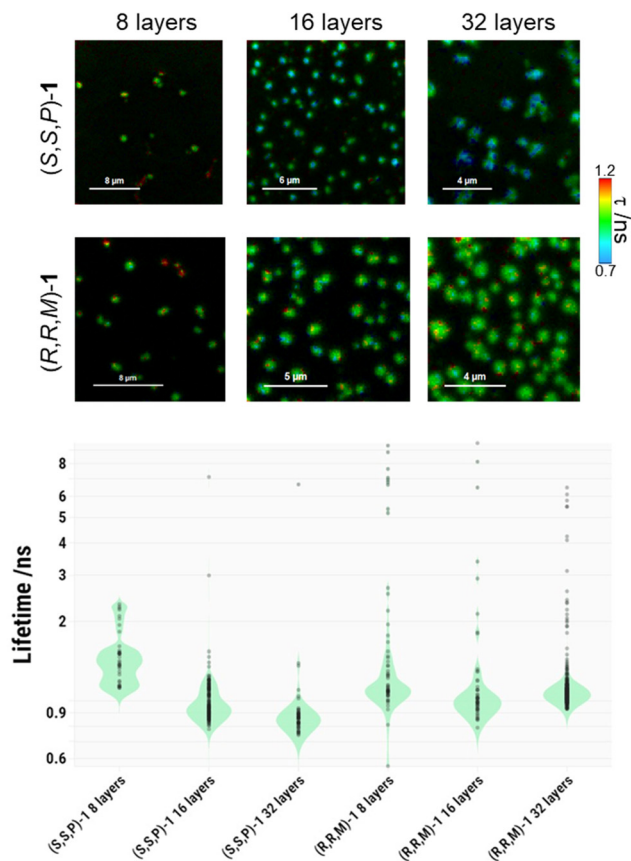 8 layers 16 layers 32 layers
(S,S,P)-1
8 µm 6 µm 4 µm
1.2
τ /ns
0.7
(R,R,M)-1
8 µm 5 µm 4 µm
Lifetime /ns
8
6
5
4
3
2
0.9
0.6
(S,S,P)-1 8 layers
(S,S,P)-1 16 layers
(S,S,P)-1 32 layers
(R,R,M)-1 8 layers
(R,R,M)-1 16 layers
(R,R,M)-1 32 layers